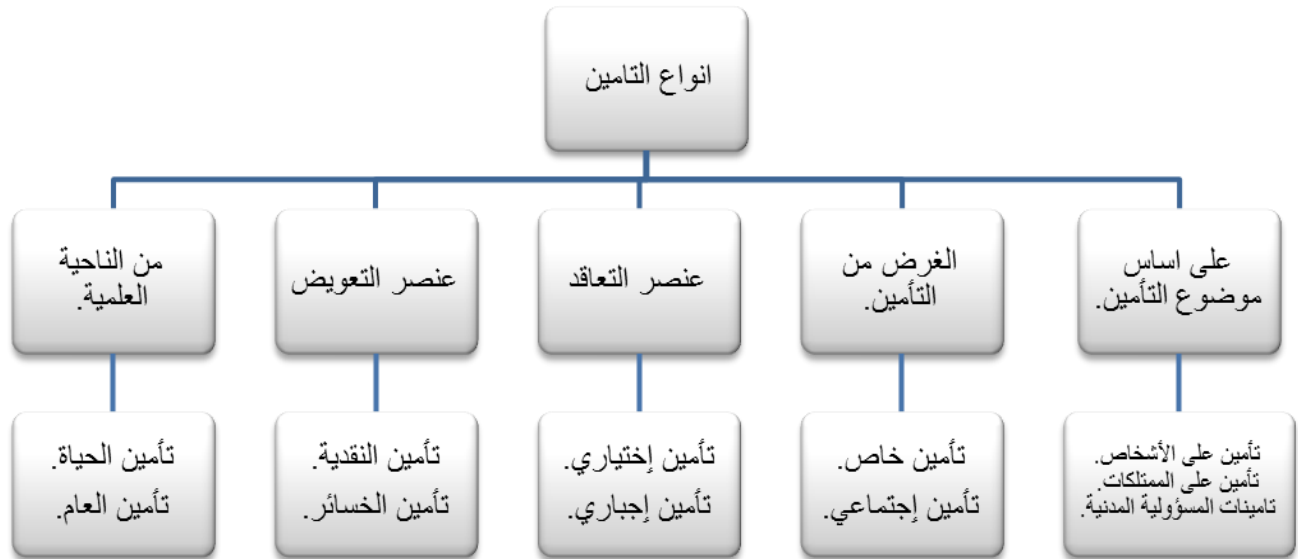 انواع التامين
على اساس
موضوع التأمين.
الغرض من
التأمين.
عنصر التعاقد
عنصر التعويض
من الناحية
العلمية.
تأمين على الأشخاص.
تأمين على الممتلكات.
تامينات المسؤولية المدنية.
تأمين خاص.
تأمين إجتماعي.
تأمين إختياري.
تأمين إجباري.
تأمين النقدية.
تأمين الخسائر.
تأمين الحياة.
تأمين العام.